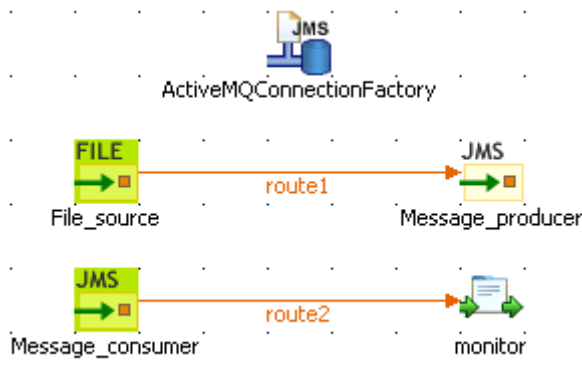 JMS
ActiveMQConnectionFactory
FILE
JMS
route1
File_source
Message_producer
JMS
route2
Message_consumer
monitor